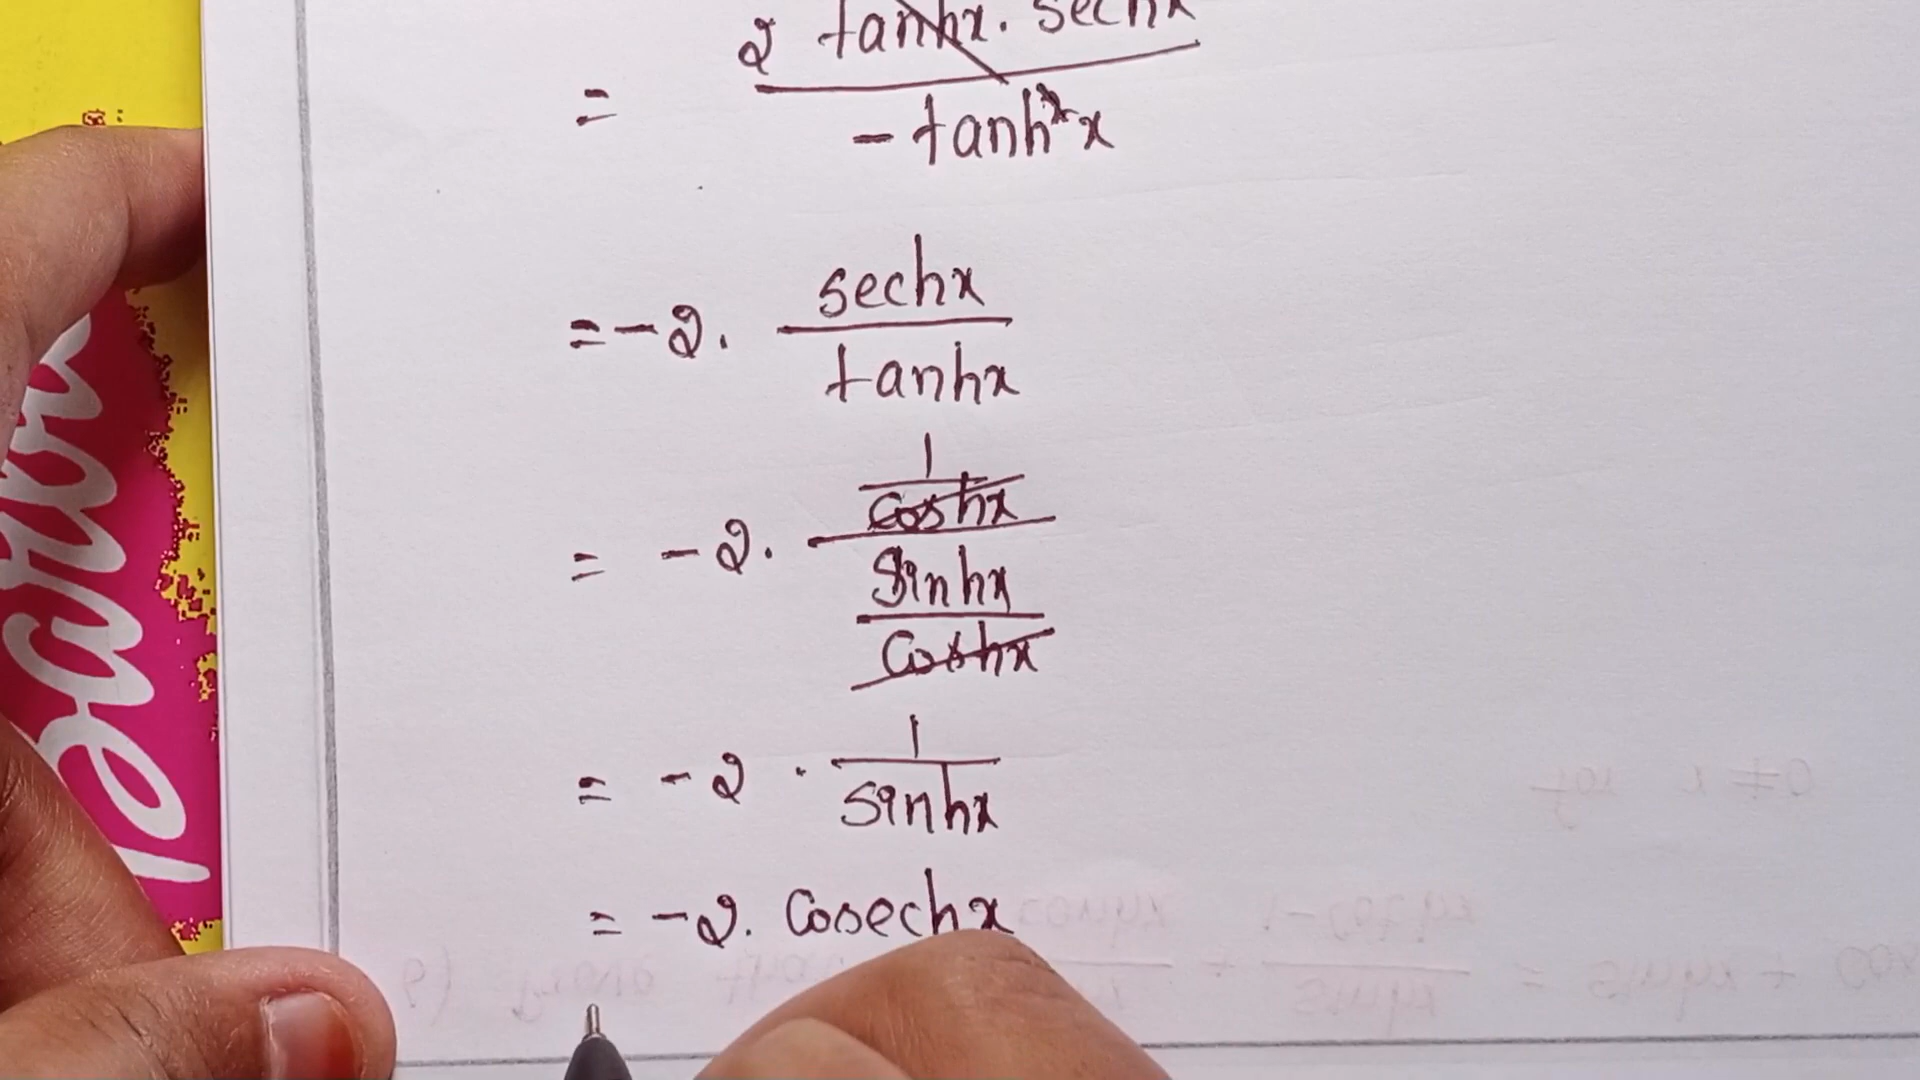 2 tanhx. sechx
= ―
- tanh²x
= -2. sechx / tanhx
= -2. 1 / coshx
sinhx / coshx
= -2 . 1 / sinhx
= -2. Cosechx